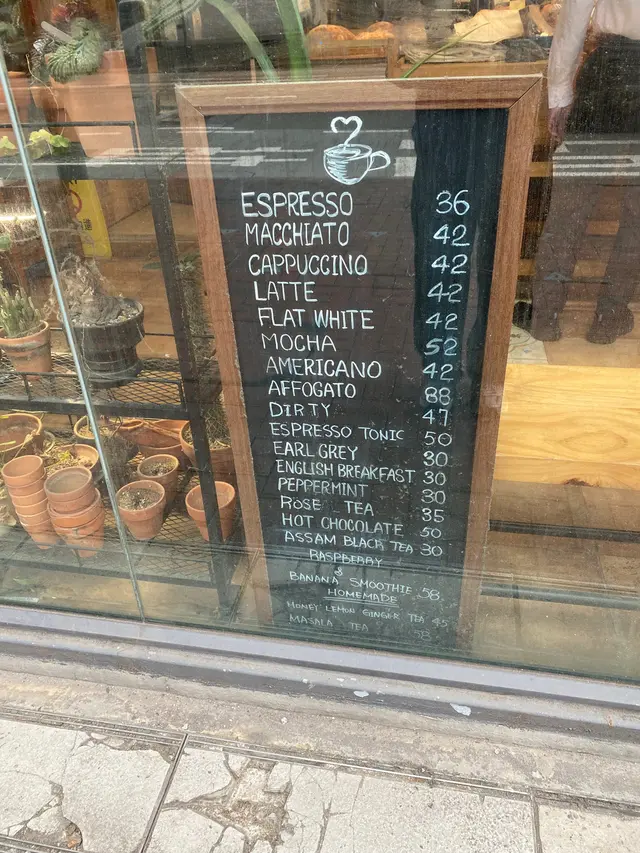 ESPRESSO 36
MACCHIATO 42
CAPPUCCINO 42
LATTE 42
FLAT WHITE 42
MOCHA 52
AMERICANO 42
AFFOGATO 88
DIRTY 47
ESPRESSO TONIC 50
EARL GREY 30
ENGLISH BREAKFAST 30
PEPPERMINT 30
ROSE TEA 35
HOT CHOCOLATE 50
ASSAM BLACK TEA 30
RASPBERRY
&
BANANA SMOOTHIE 58
HOMEMADE
HONEY LEMON GINGER TEA 45
MASALA TEA